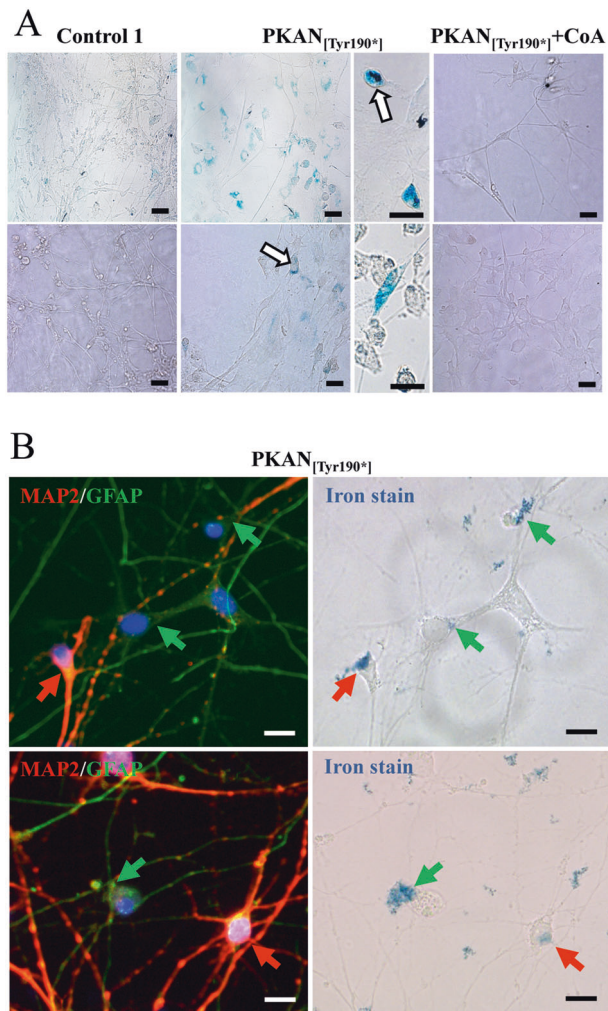 A
Control 1 PKAN[Tyr190*] PKAN[Tyr190*]+CoA
B
PKAN[Tyr190*]
MAP2/GFAP Iron stain
MAP2/GFAP Iron stain